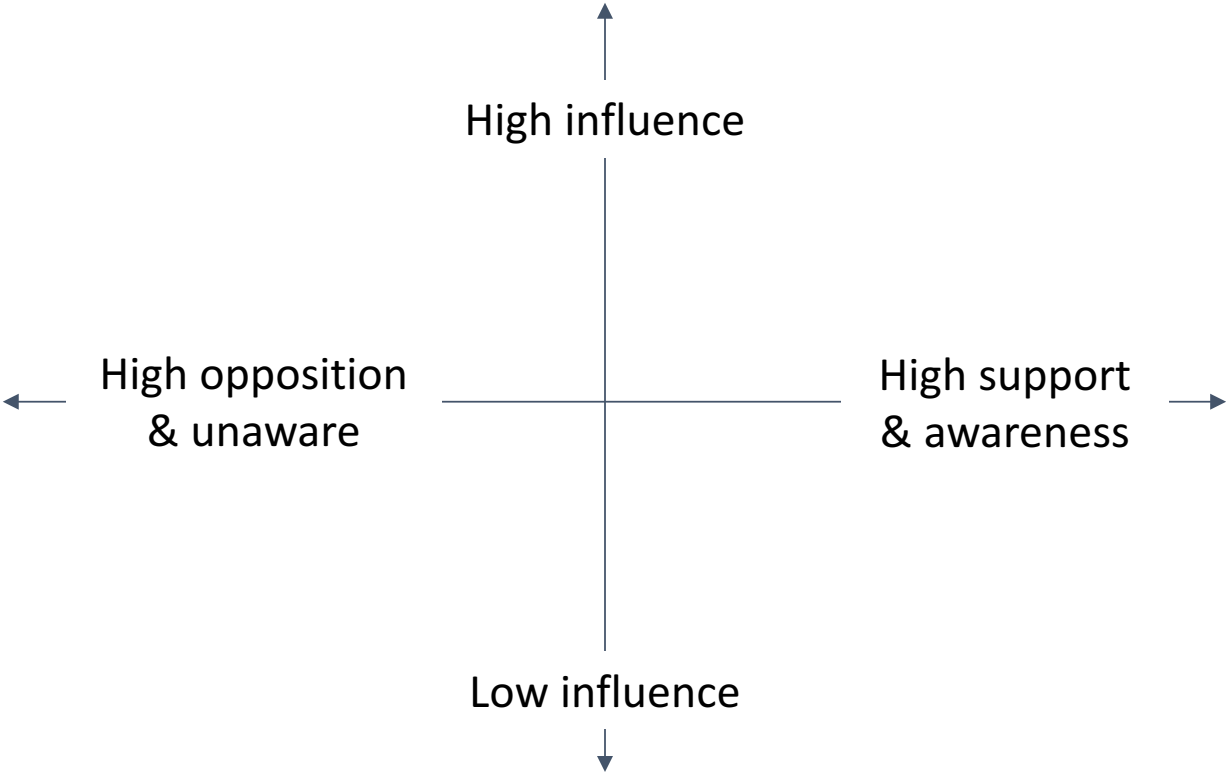 High influence
High opposition
& unaware
High support
& awareness
Low influence